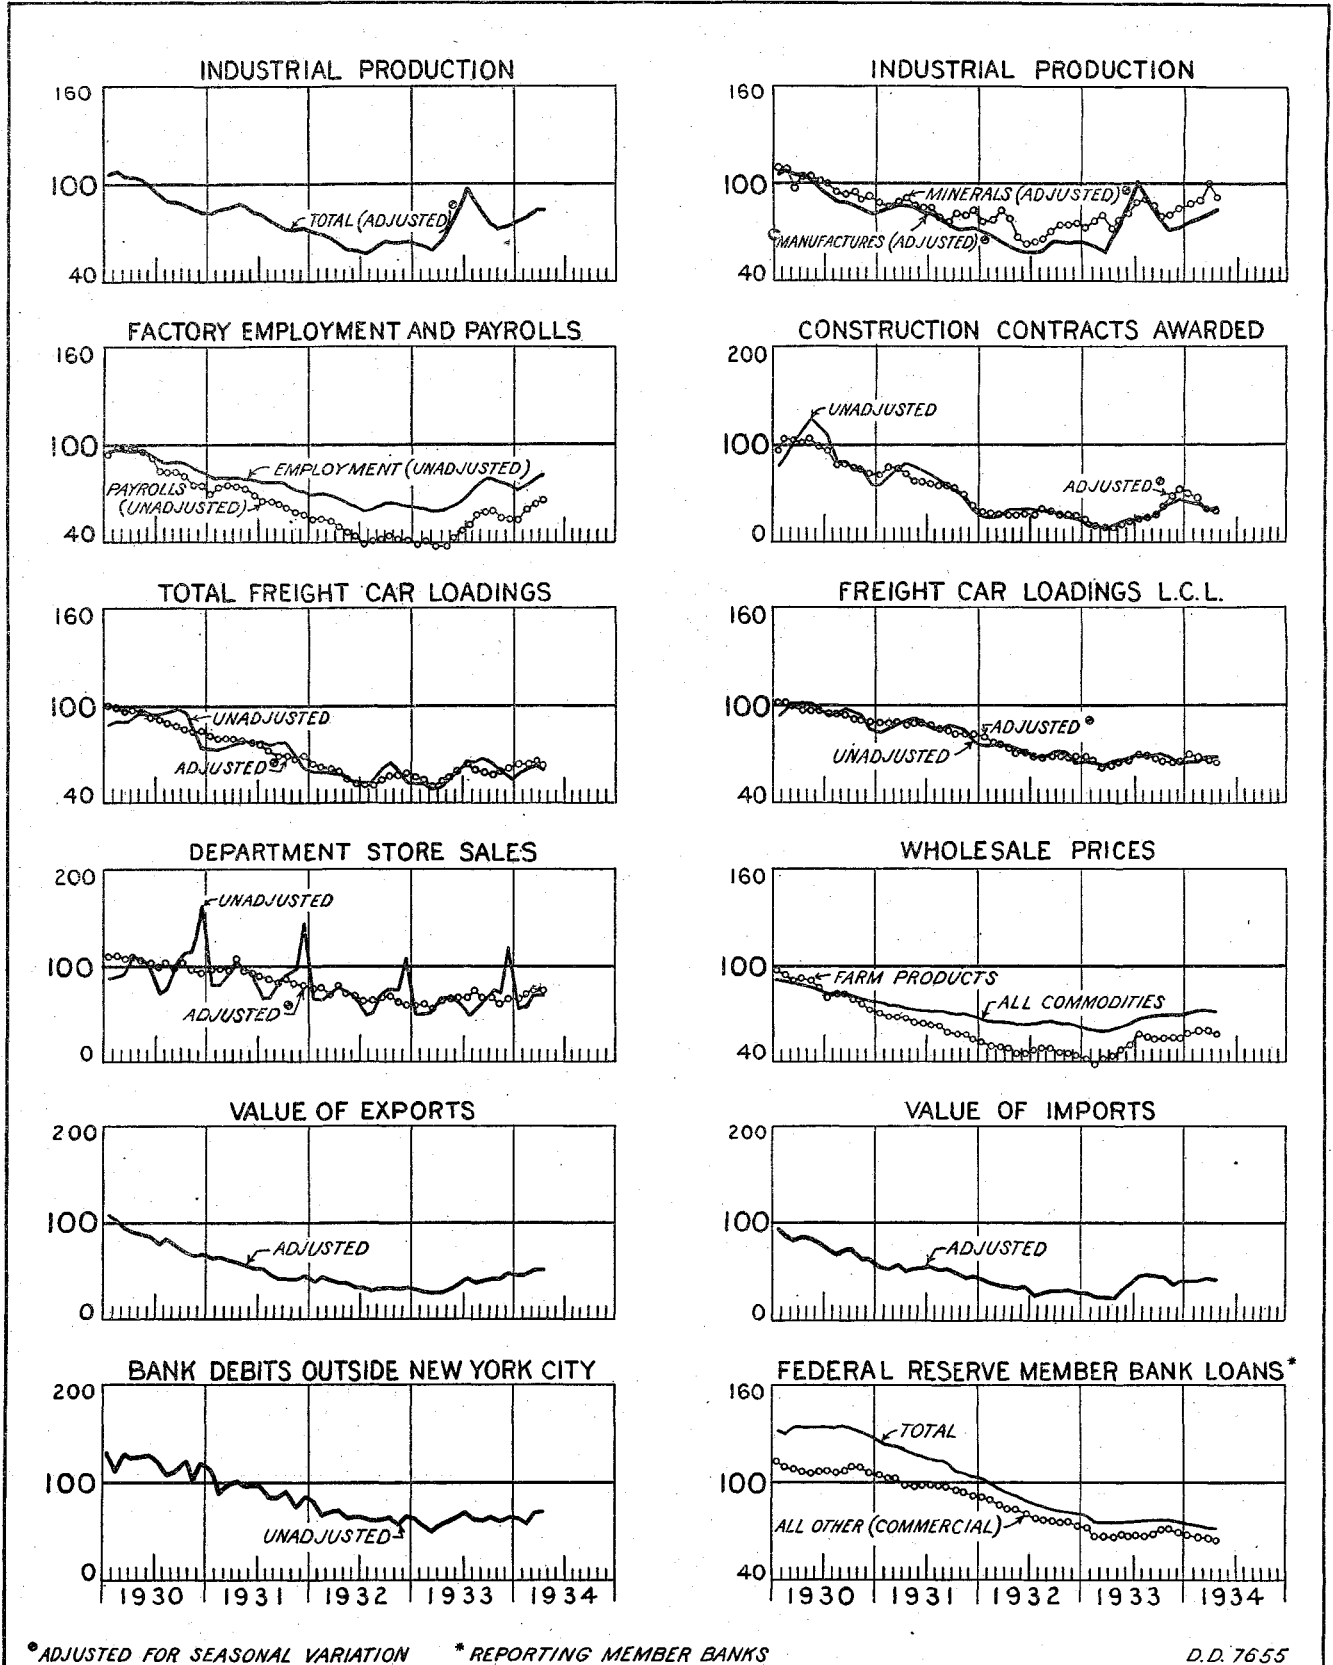 INDUSTRIAL PRODUCTION
160
100
40
TOTAL (ADJUSTED)
INDUSTRIAL PRODUCTION
160
100
40
MINERALS (ADJUSTED)
MANUFACTURES (ADJUSTED)
FACTORY EMPLOYMENT AND PAYROLLS
160
100
40
EMPLOYMENT (UNADJUSTED)
PAYROLLS
(UNADJUSTED)
CONSTRUCTION CONTRACTS AWARDED
200
100
0
UNADJUSTED
ADJUSTED
TOTAL FREIGHT CAR LOADINGS
160
100
40
UNADJUSTED
ADJUSTED
FREIGHT CAR LOADINGS L.C.L.
160
100
40
ADJUSTED
UNADJUSTED
DEPARTMENT STORE SALES
200
100
0
UNADJUSTED
ADJUSTED
WHOLESALE PRICES
160
100
40
FARM PRODUCTS
ALL COMMODITIES
VALUE OF EXPORTS
200
100
0
ADJUSTED
VALUE OF IMPORTS
200
100
0
ADJUSTED
BANK DEBITS OUTSIDE NEW YORK CITY
200
100
0
UNADJUSTED
1930 1931 1932 1933 1934
FEDERAL RESERVE MEMBER BANK LOANS*
160
100
40
TOTAL
ALL OTHER (COMMERCIAL)
1930 1931 1932 1933 1934
ADJUSTED FOR SEASONAL VARIATION * REPORTING MEMBER BANKS D.D. 7655